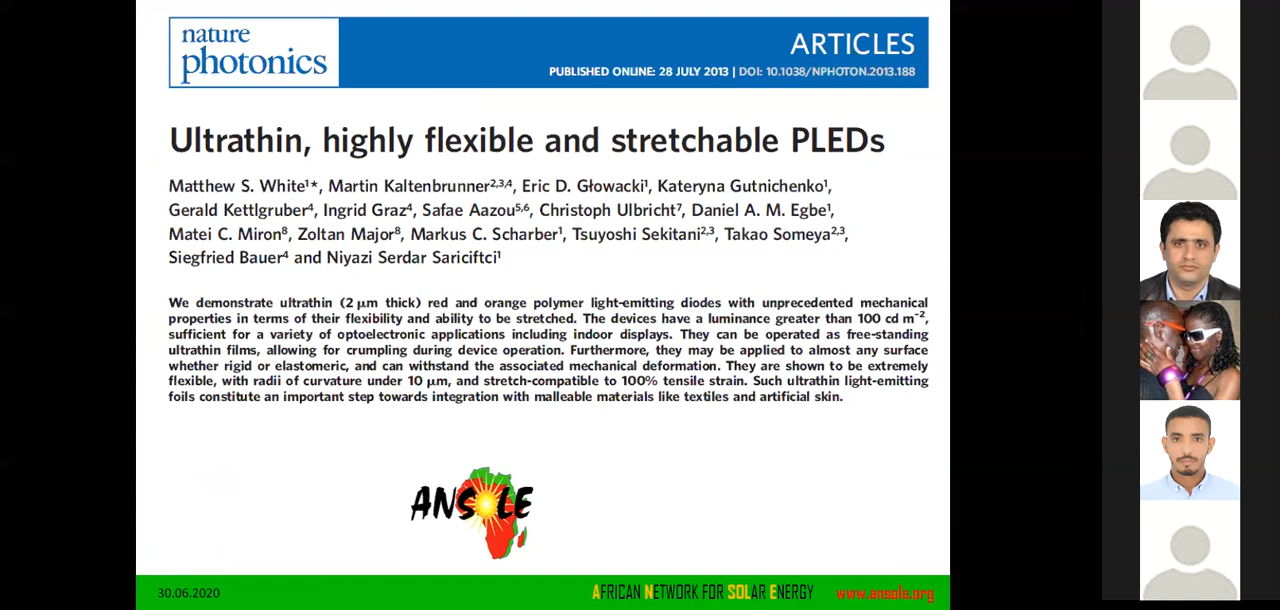 nature
photonics
ARTICLES
PUBLISHED ONLINE: 28 JULY 2013 | DOI: 10.1038/NPHOTON.2013.188
Ultrathin, highly flexible and stretchable PLEDs
Matthew S. White¹*, Martin Kaltenbrunner²,³,⁴, Eric D. Głowacki¹, Kateryna Gutnichenko¹,
Gerald Kettlgruber⁴, Ingrid Graz⁴, Safae Aazou⁵,⁶, Christoph Ulbricht⁷, Daniel A. M. Egbe¹,
Matei C. Miron⁸, Zoltan Major⁸, Markus C. Scharber¹, Tsuyoshi Sekitani²,³, Takao Someya²,³,
Siegfried Bauer⁴ and Niyazi Serdar Sariciftci¹
We demonstrate ultrathin (2 μm thick) red and orange polymer light-emitting diodes with unprecedented mechanical
properties in terms of their flexibility and ability to be stretched. The devices have a luminance greater than 100 cd m⁻²,
sufficient for a variety of optoelectronic applications including indoor displays. They can be operated as free-standing
ultrathin films, allowing for crumpling during device operation. Furthermore, they may be applied to almost any surface
whether rigid or elastomeric, and can withstand the associated mechanical deformation. They are shown to be extremely
flexible, with radii of curvature under 10 μm, and stretch-compatible to 100% tensile strain. Such ultrathin light-emitting
foils constitute an important step towards integration with malleable materials like textiles and artificial skin.
ANSOLE
30.06.2020
AFRICAN NETWORK FOR SOLAR ENERGY
www.ansole.org